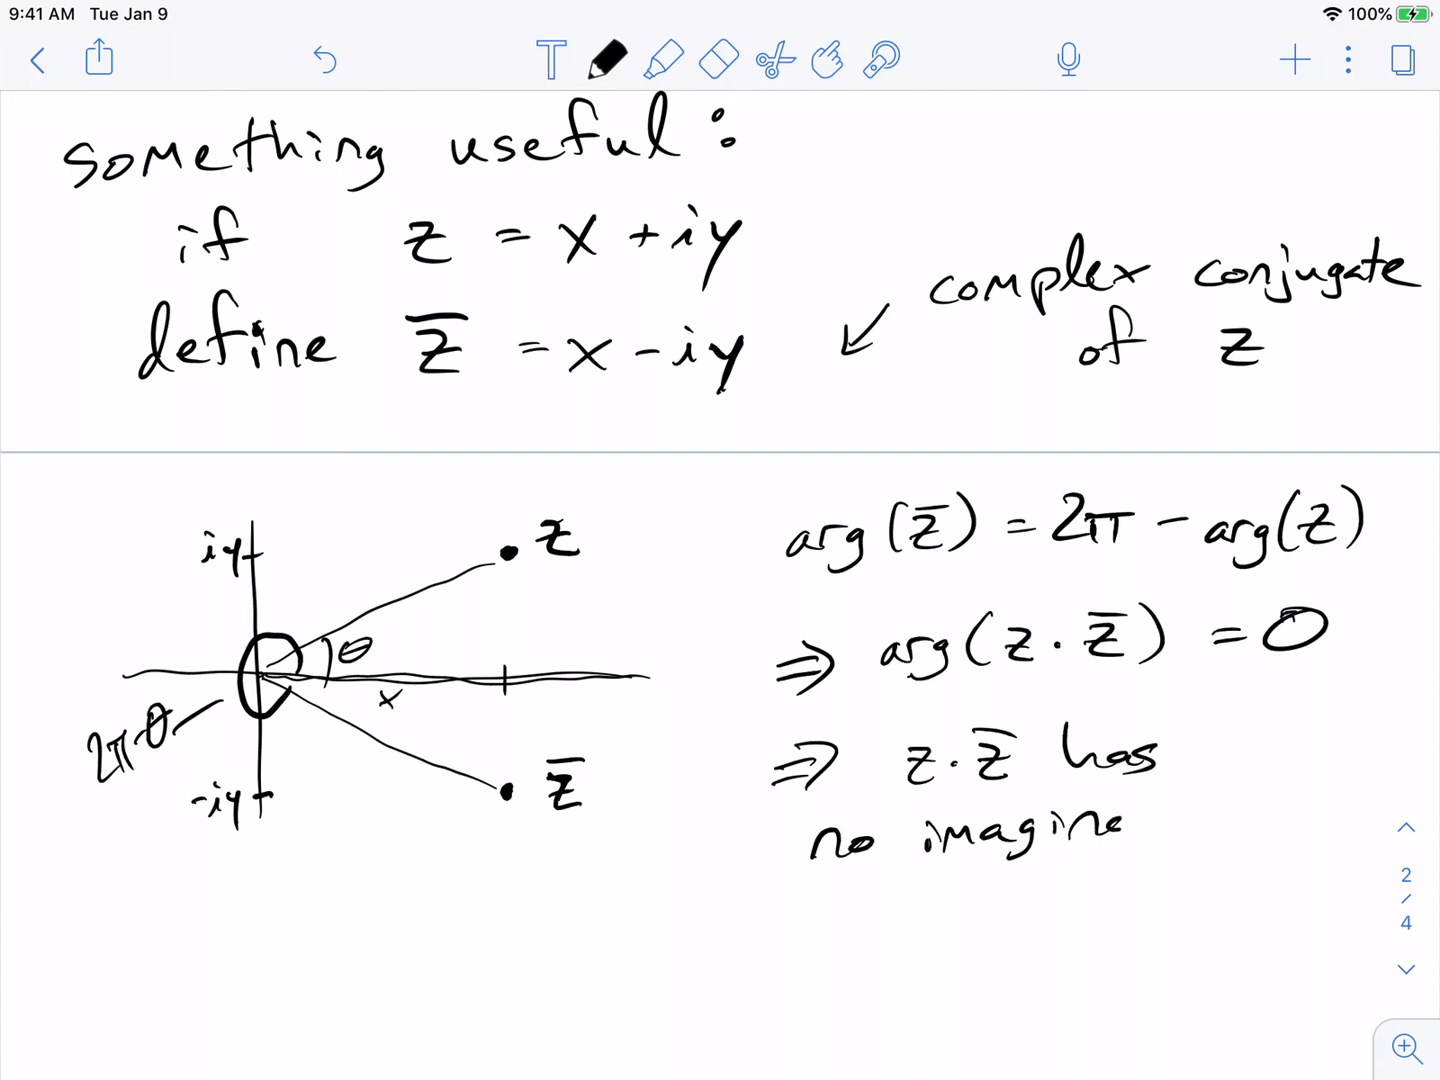 9:41 AM Tue Jan 9
100%
something useful:
if z = x + iy
define z̅ = x - iy
complex conjugate
of z
iy
z
θ
x
2π-θ
-iy
z̅
arg(z̅) = 2π - arg(z)
⇒ arg(z · z̅) = 0
⇒ z · z̅ has
no imagine
2
/
4